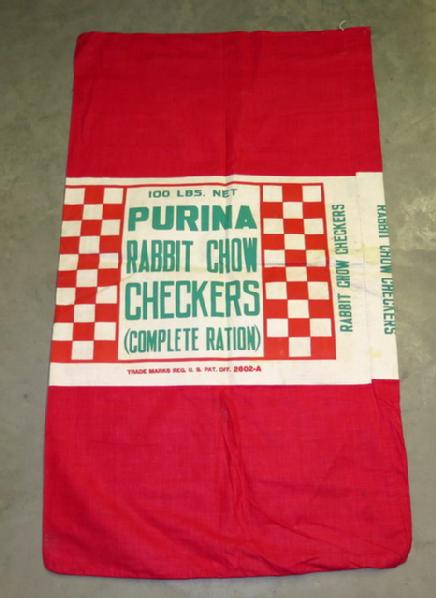 100 LBS. NET
PURINA
RABBIT CHOW
CHECKERS
(COMPLETE RATION)
TRADE MARKS REG. U. S. PAT. OFF. 2602-A
RABBIT CHOW CHECKERS
RABBIT CHOW CHECKERS